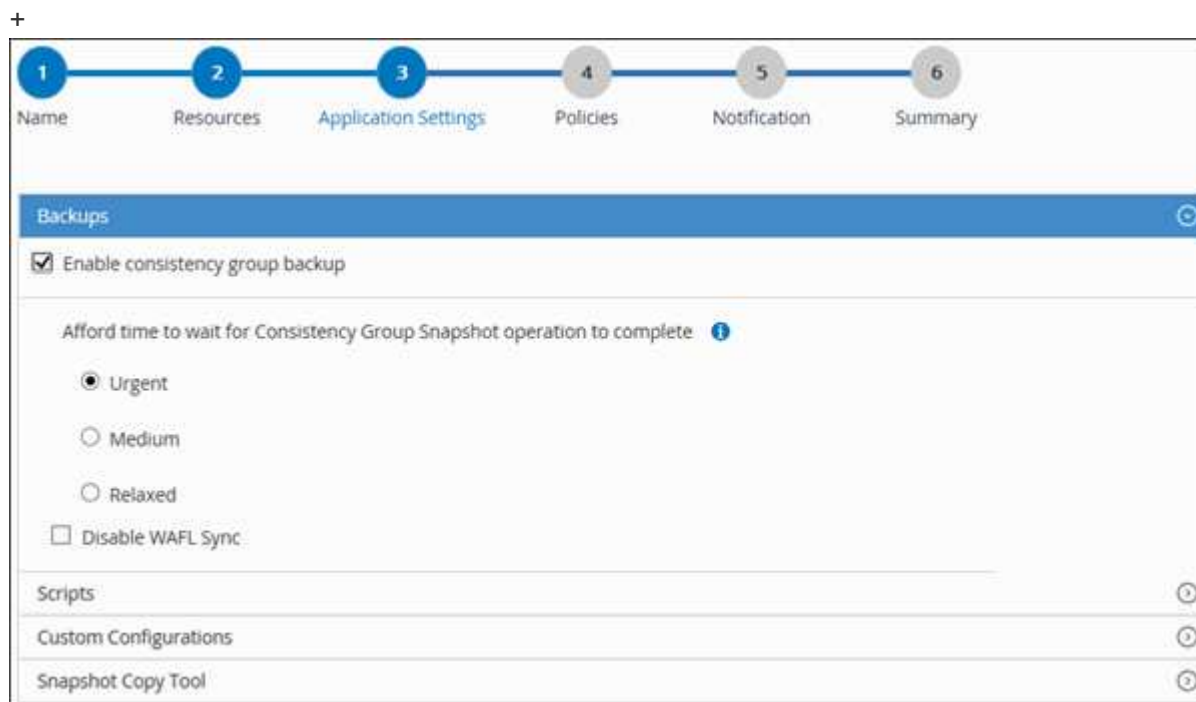 +
1 2 3 4 5 6
Name Resources Application Settings Policies Notification Summary
Backups
Enable consistency group backup
Afford time to wait for Consistency Group Snapshot operation to complete i
Urgent
Medium
Relaxed
Disable WAFL Sync
Scripts
Custom Configurations
Snapshot Copy Tool